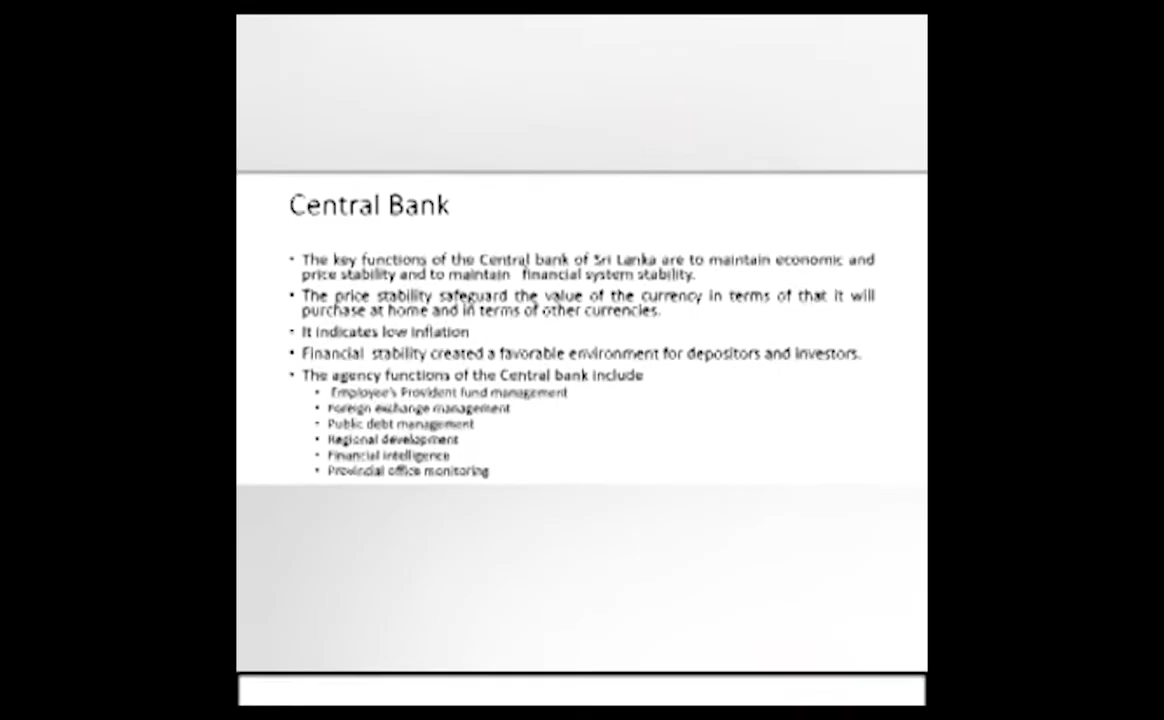 Central Bank
• The key functions of the Central bank of Sri Lanka are to maintain economic and
price stability and to maintain financial system stability.
• The price stability safeguard the value of the currency in terms of that it will
purchase at home and in terms of other currencies.
• It indicates low inflation
• Financial stability created a favorable environment for depositors and investors.
• The agency functions of the Central bank include
• Employee's Provident fund management
• Foreign exchange management
• Public debt management
• Regional development
• Financial intelligence
• Provincial office monitoring